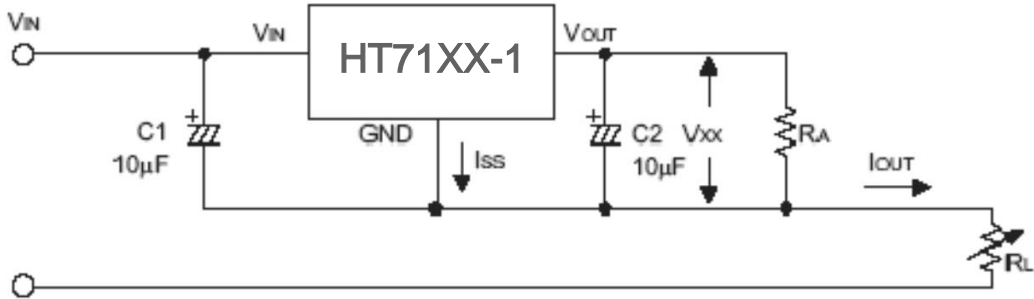 VIN
VIN
HT71XX-1
VOUT
+
C1
10μF
GND
ISS
+
C2
10μF
VXX
RA
IOUT
RL